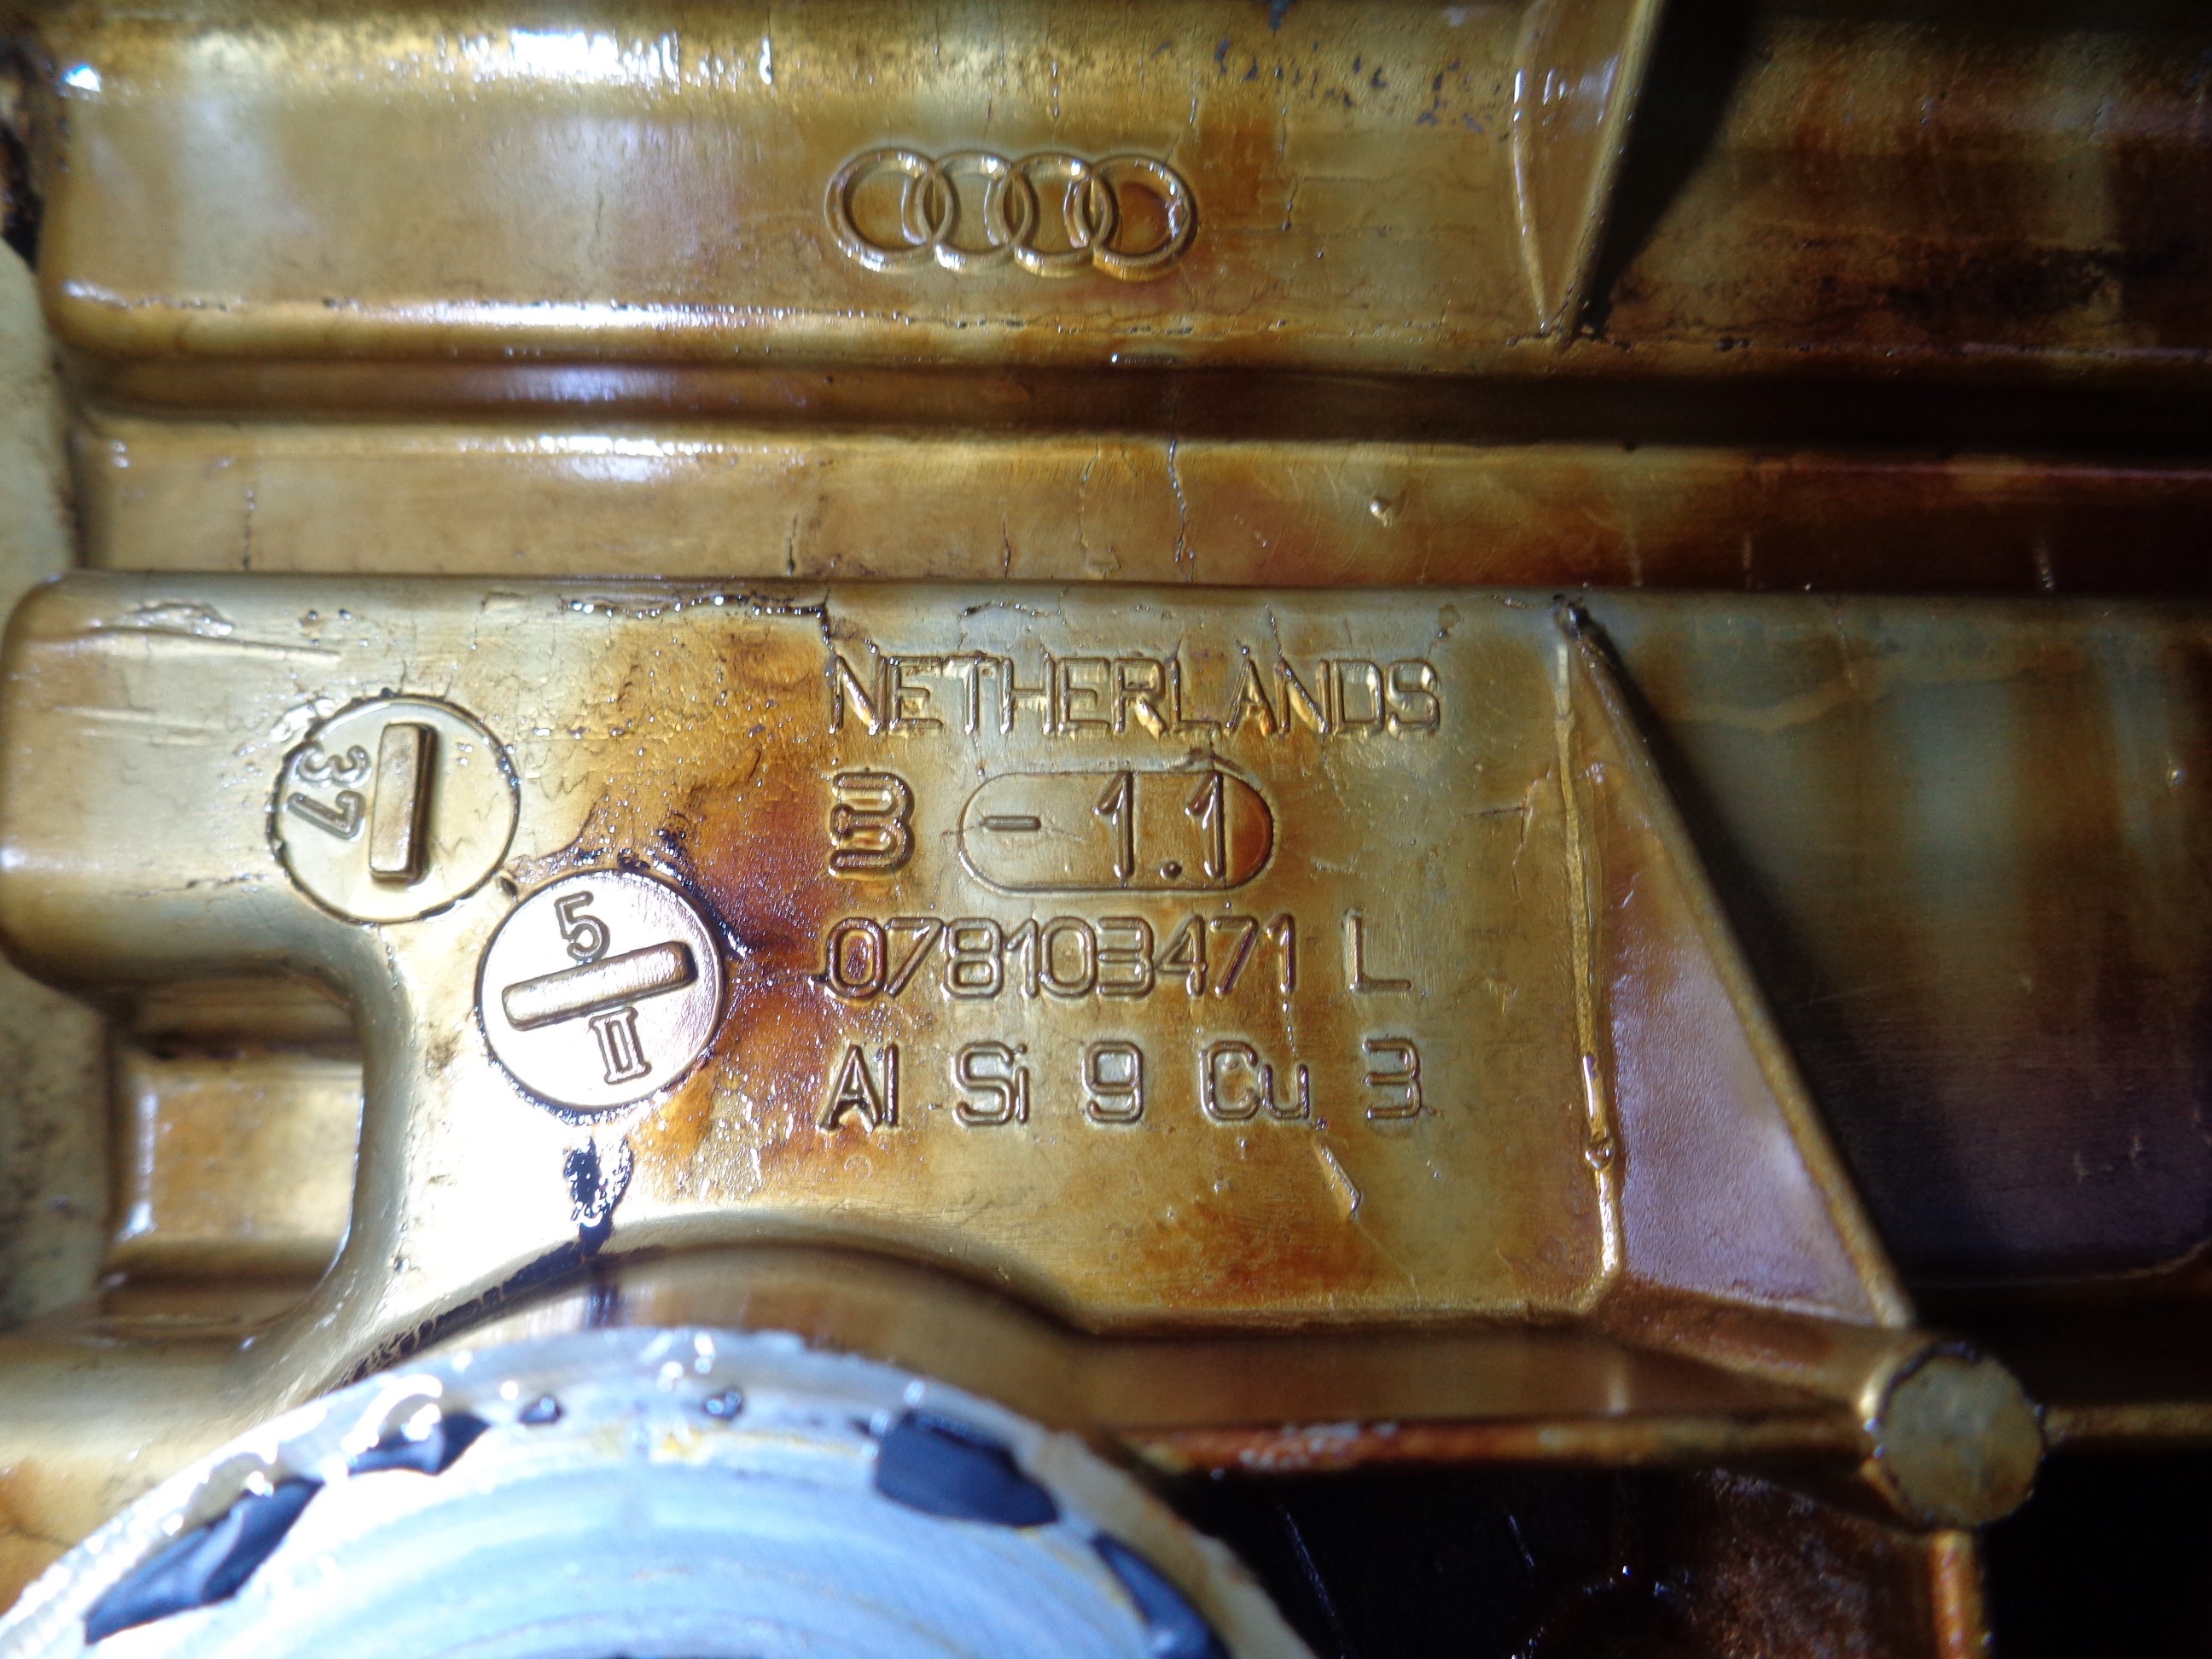 NETHERLANDS
3 - 1.1
37
5
II
078103471 L
Al Si 9 Cu 3